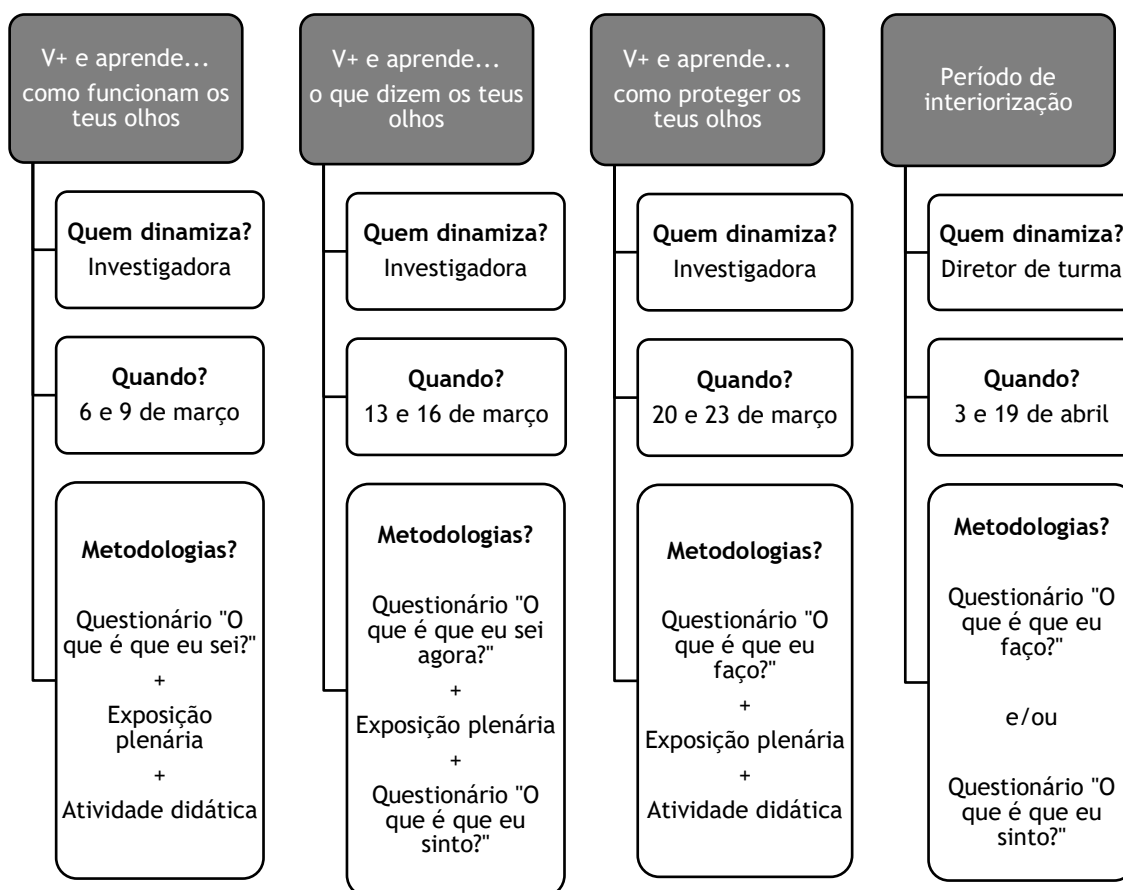 V+ e aprende...
como funcionam os
teus olhos
Quem dinamiza?
Investigadora
Quando?
6 e 9 de março
Metodologias?
Questionário "O
que é que eu sei?"
+
Exposição
plenária
+
Atividade didática
V+ e aprende...
o que dizem os teus
olhos
Quem dinamiza?
Investigadora
Quando?
13 e 16 de março
Metodologias?
Questionário "O
que é que eu sei
agora?"
+
Exposição plenária
+
Questionário "O
que é que eu
sinto?"
V+ e aprende...
como proteger os
teus olhos
Quem dinamiza?
Investigadora
Quando?
20 e 23 de março
Metodologias?
Questionário "O
que é que eu
faço?"
+
Exposição plenária
+
Atividade didática
Período de
interiorização
Quem dinamiza?
Diretor de turma
Quando?
3 e 19 de abril
Metodologias?
Questionário "O
que é que eu
faço?"
e/ou
Questionário "O
que é que eu
sinto?"